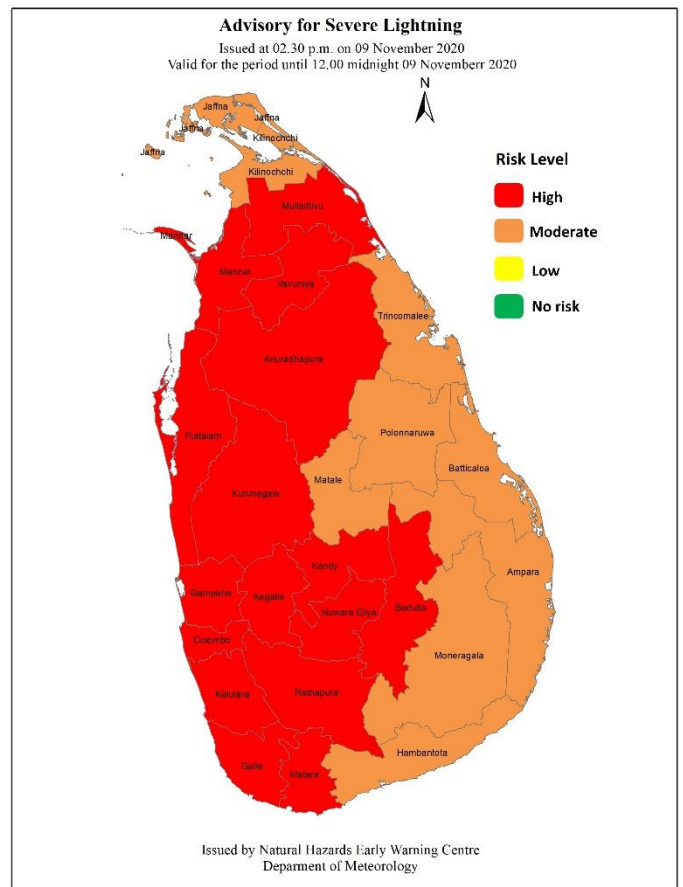 Advisory for Severe Lightning
Issued at 02.30 p.m. on 09 November 2020
Valid for the period until 12.00 midnight 09 Novemberr 2020
N
Jaffna
Jaffna
Jaffna
Kilinochchi
Jaffna
Kilinochchi
Risk Level
High
Moderate
Low
No risk
Mullaittivu
Mannar
Mannar
Vavuniya
Trincomalee
Anuradhapura
Puttalam
Polonnaruwa
Batticaloa
Matale
Kurunegale
Kandy
Ampara
Gampaha
Kegalle
Nuwara Eliya
Badulla
Colombo
Moneragala
Kalutara
Ratnapura
Hambantota
Galle
Matara
Issued by Natural Hazards Early Warning Centre
Deparment of Meteorology